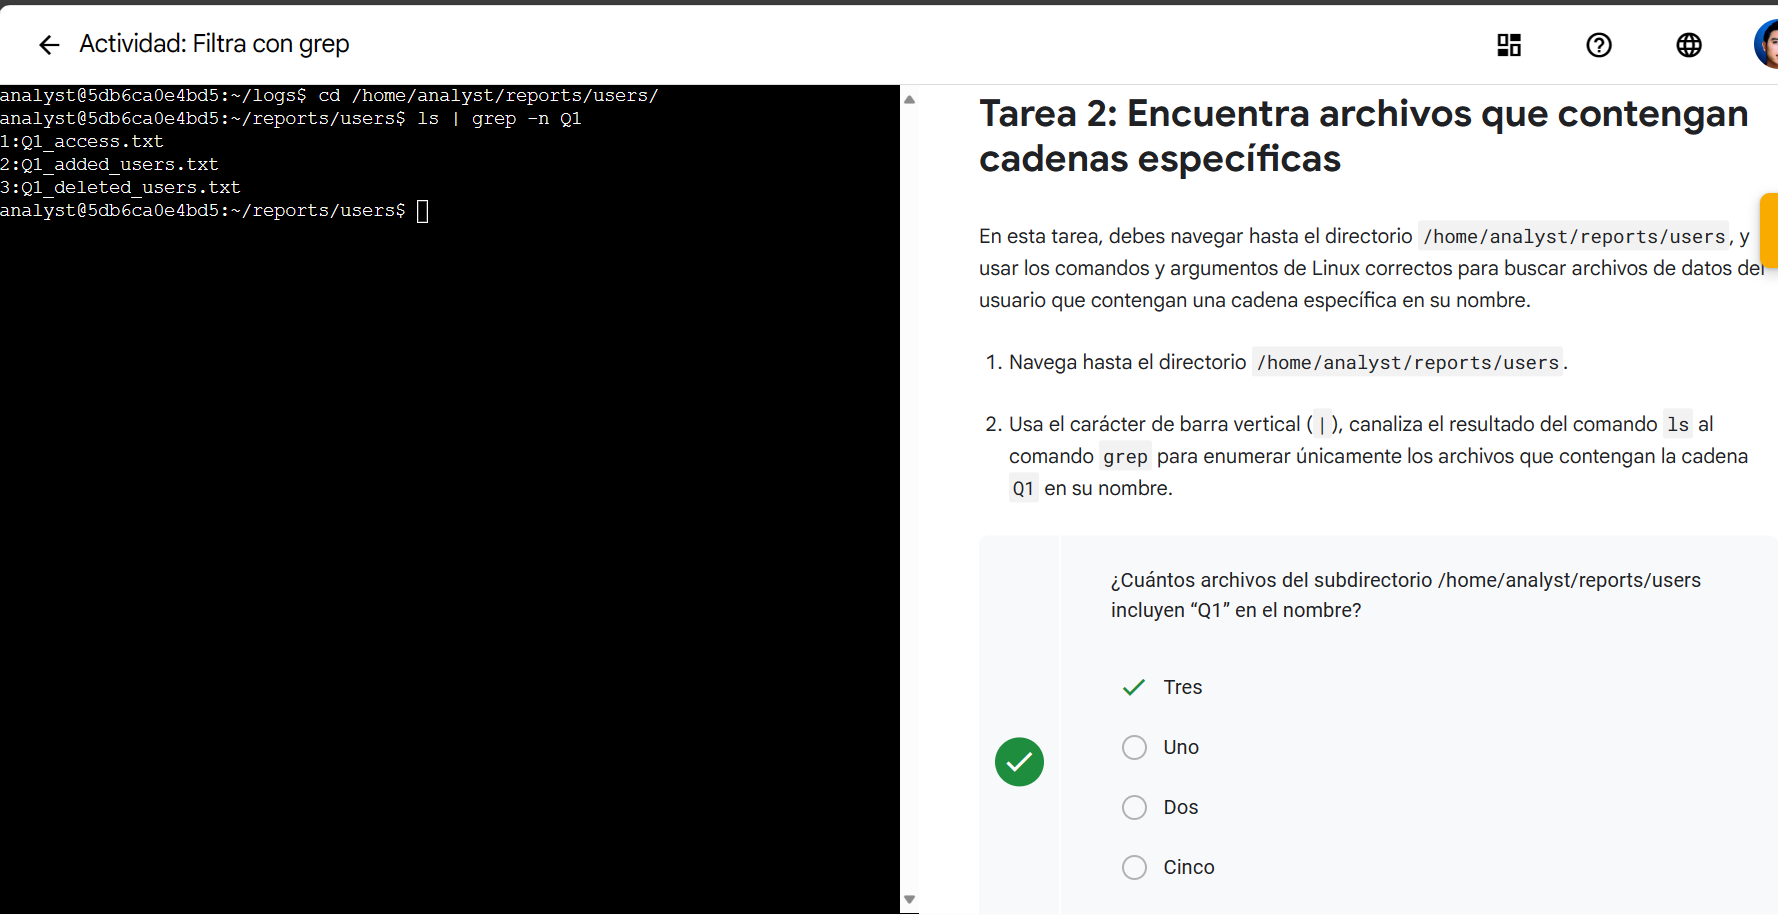 Actividad: Filtra con grep
analyst@5db6ca0e4bd5:~/logs$ cd /home/analyst/reports/users/
analyst@5db6ca0e4bd5:~/reports/users$ ls | grep -n Q1
1:Q1_access.txt
2:Q1_added_users.txt
3:Q1_deleted_users.txt
analyst@5db6ca0e4bd5:~/reports/users$
Tarea 2: Encuentra archivos que contengan
cadenas específicas
En esta tarea, debes navegar hasta el directorio /home/analyst/reports/users, y
usar los comandos y argumentos de Linux correctos para buscar archivos de datos del
usuario que contengan una cadena específica en su nombre.
1. Navega hasta el directorio /home/analyst/reports/users.
2. Usa el carácter de barra vertical (|), canaliza el resultado del comando ls al
comando grep para enumerar únicamente los archivos que contengan la cadena
Q1 en su nombre.
¿Cuántos archivos del subdirectorio /home/analyst/reports/users
incluyen “Q1” en el nombre?
Tres
Uno
Dos
Cinco